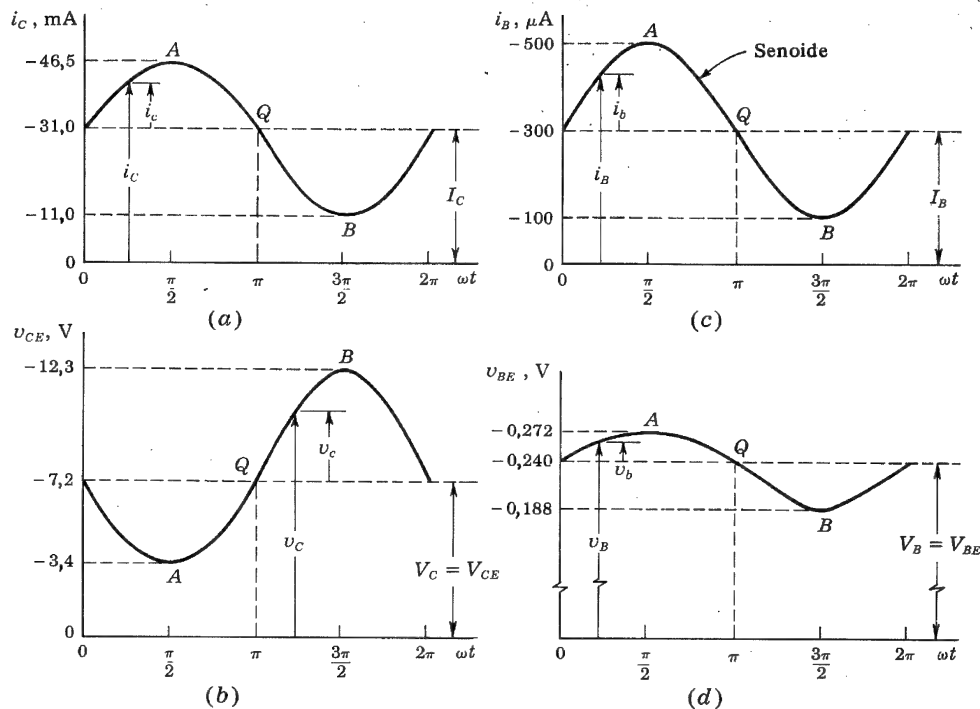 i_C , mA
−46,5
A
i_c
−31,0
Q
i_C
I_C
−11,0
B
0
0
π/2
π
3π/2
2π
ωt
(a)
i_B, μA
−500
A
Senoide
i_b
−300
Q
i_B
I_B
−100
B
0
0
π/2
π
3π/2
2π
ωt
(c)
v_CE, V
−12,3
B
v_c
−7,2
Q
v_C
V_C = V_CE
−3,4
A
0
0
π/2
π
3π/2
2π
ωt
(b)
v_BE , V
−0,272
A
−0,240
Q
v_b
−0,188
B
v_B
V_B = V_BE
0
π/2
π
3π/2
2π
ωt
(d)